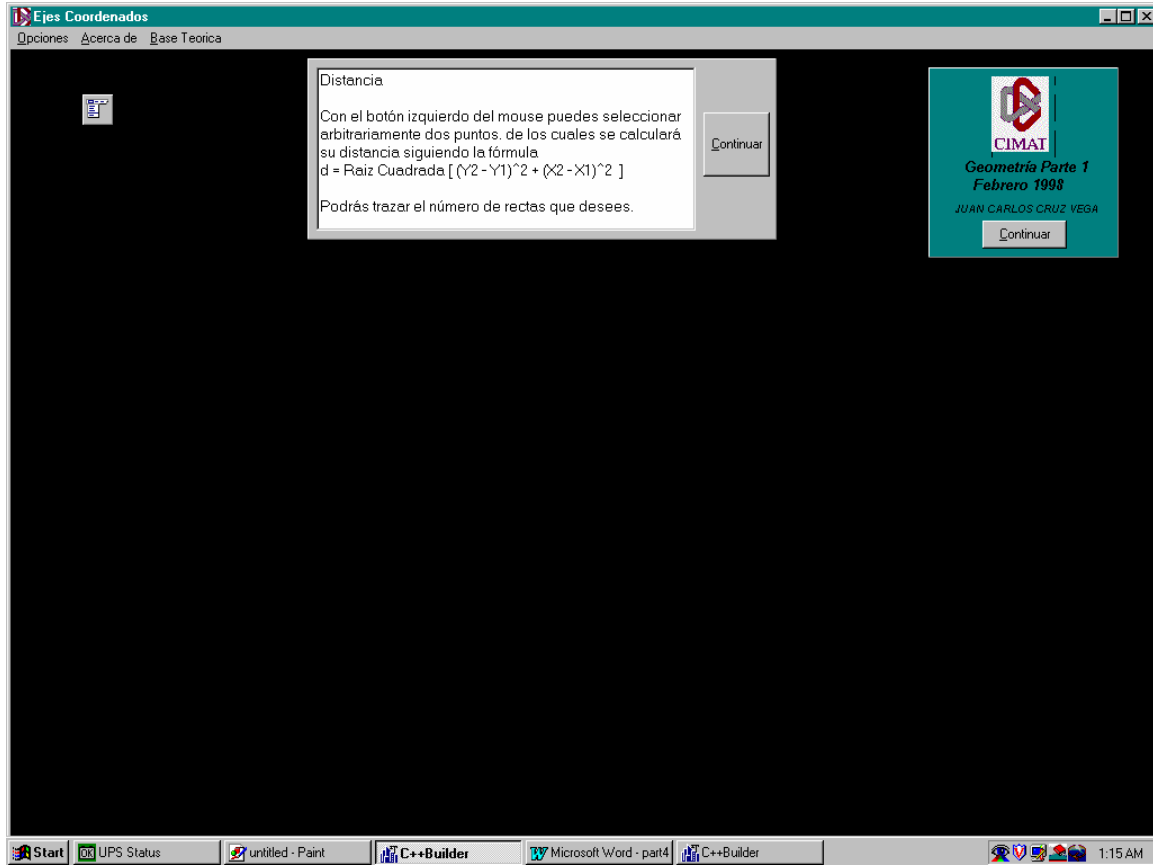 Ejes Coordenados
Opciones Acerca de Base Teorica
Distancia
Con el botón izquierdo del mouse puedes seleccionar
arbitrariamente dos puntos. de los cuales se calculará
su distancia siguiendo la fórmula
d = Raiz Cuadrada [ (Y2 - Y1)^2 + (X2 - X1)^2 ]
Podrás trazar el número de rectas que desees.
Continuar
CIMAT
Geometría Parte 1
Febrero 1998
JUAN CARLOS CRUZ VEGA
Continuar
Start OK UPS Status untitled - Paint C++Builder Microsoft Word - part4 C++Builder 1:15 AM